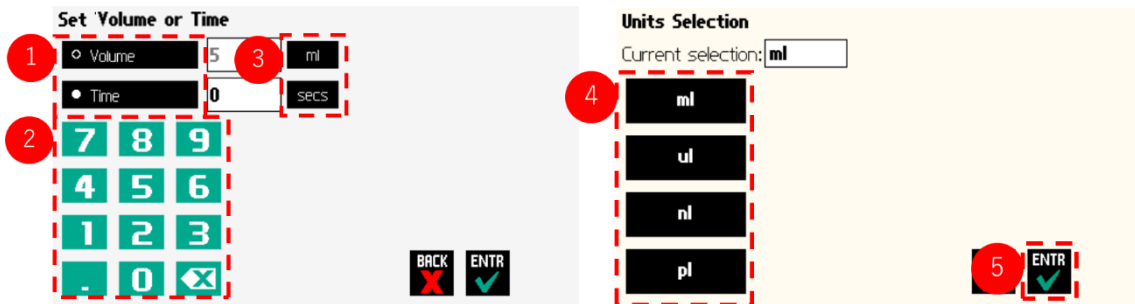 Set Volume or Time
1
Volume
5
3
ml
Time
0
secs
2
7 8 9
4 5 6
1 2 3
. 0
BACK ENTR
Units Selection
Current selection: ml
4
ml
ul
nl
pl
5
ENTR